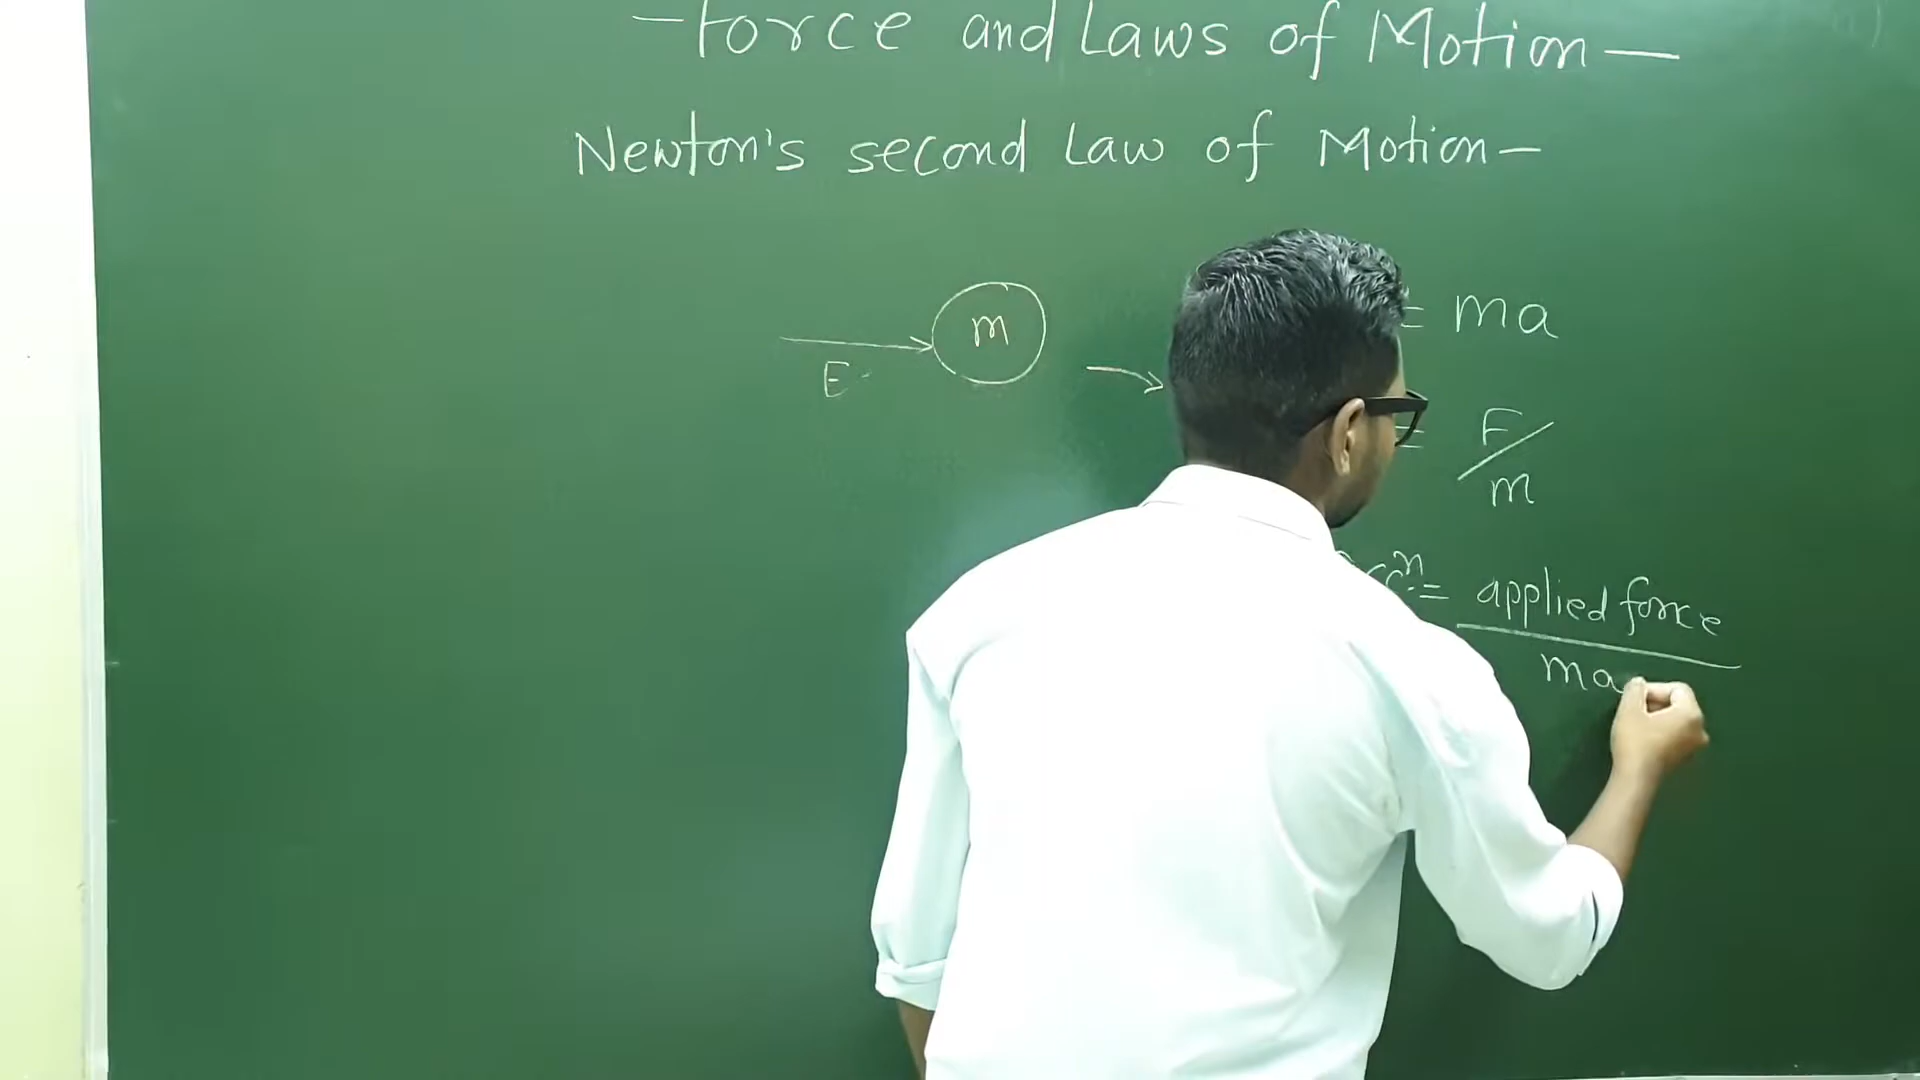 -Force and Laws of Motion-
Newton's second Law of Motion-
m
F
= ma
= F/m
= applied force
ma